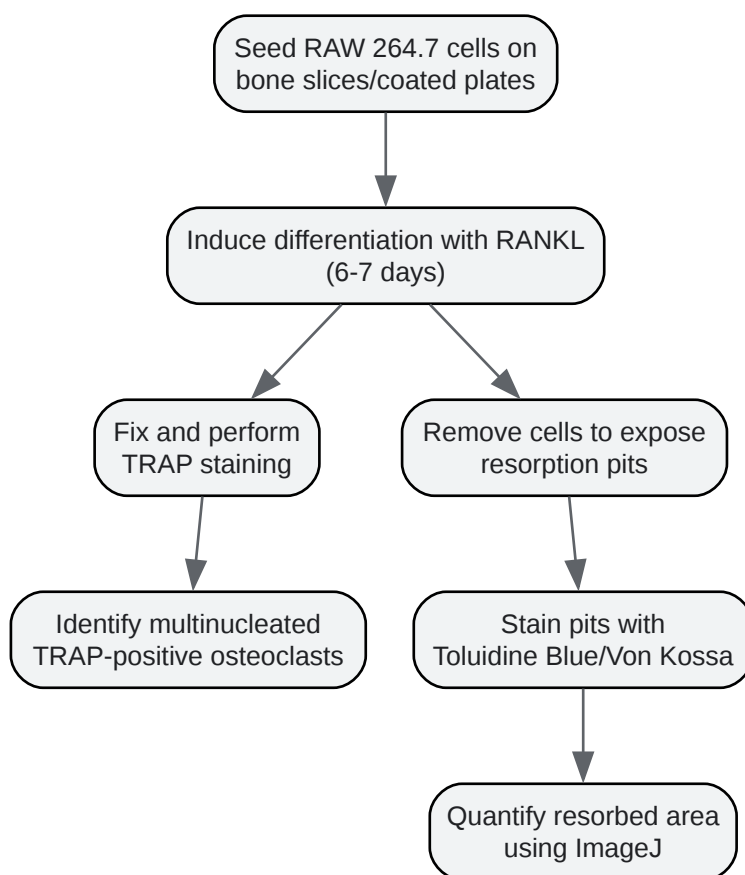 Seed RAW 264.7 cells on
bone slices/coated plates
Induce differentiation with RANKL
(6-7 days)
Fix and perform
TRAP staining
Remove cells to expose
resorption pits
Identify multinucleated
TRAP-positive osteoclasts
Stain pits with
Toluidine Blue/Von Kossa
Quantify resorbed area
using ImageJ